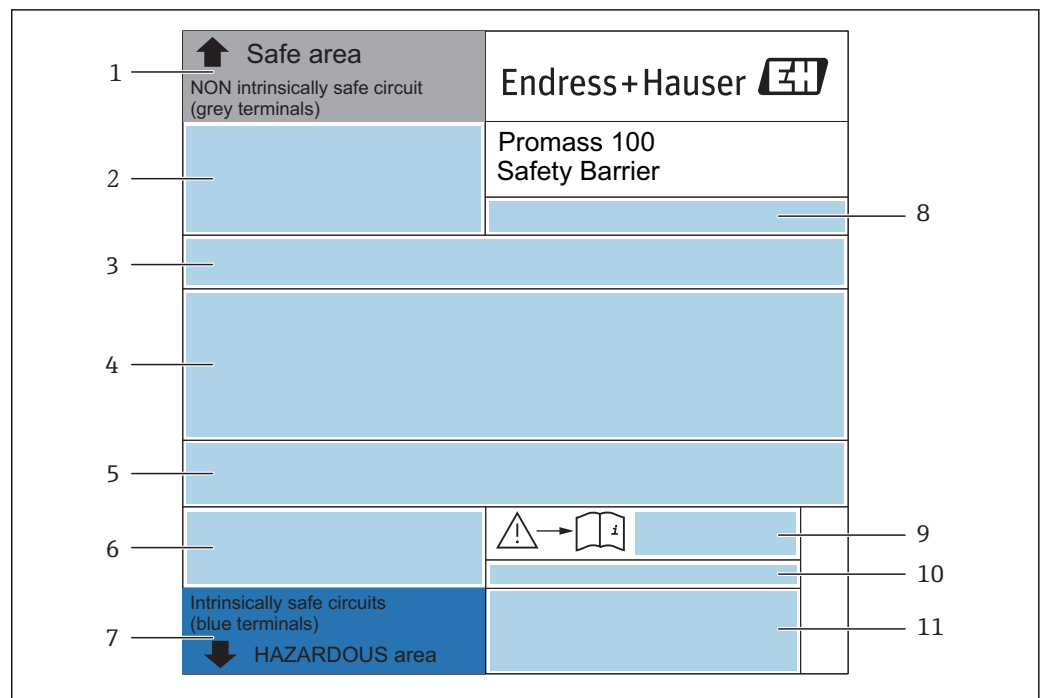 Safe area
NON intrinsically safe circuit
(grey terminals)
Endress+Hauser EH
Promass 100
Safety Barrier
1
2
3
4
5
6
7
8
9
10
11
i
Intrinsically safe circuits
(blue terminals)
HAZARDOUS area